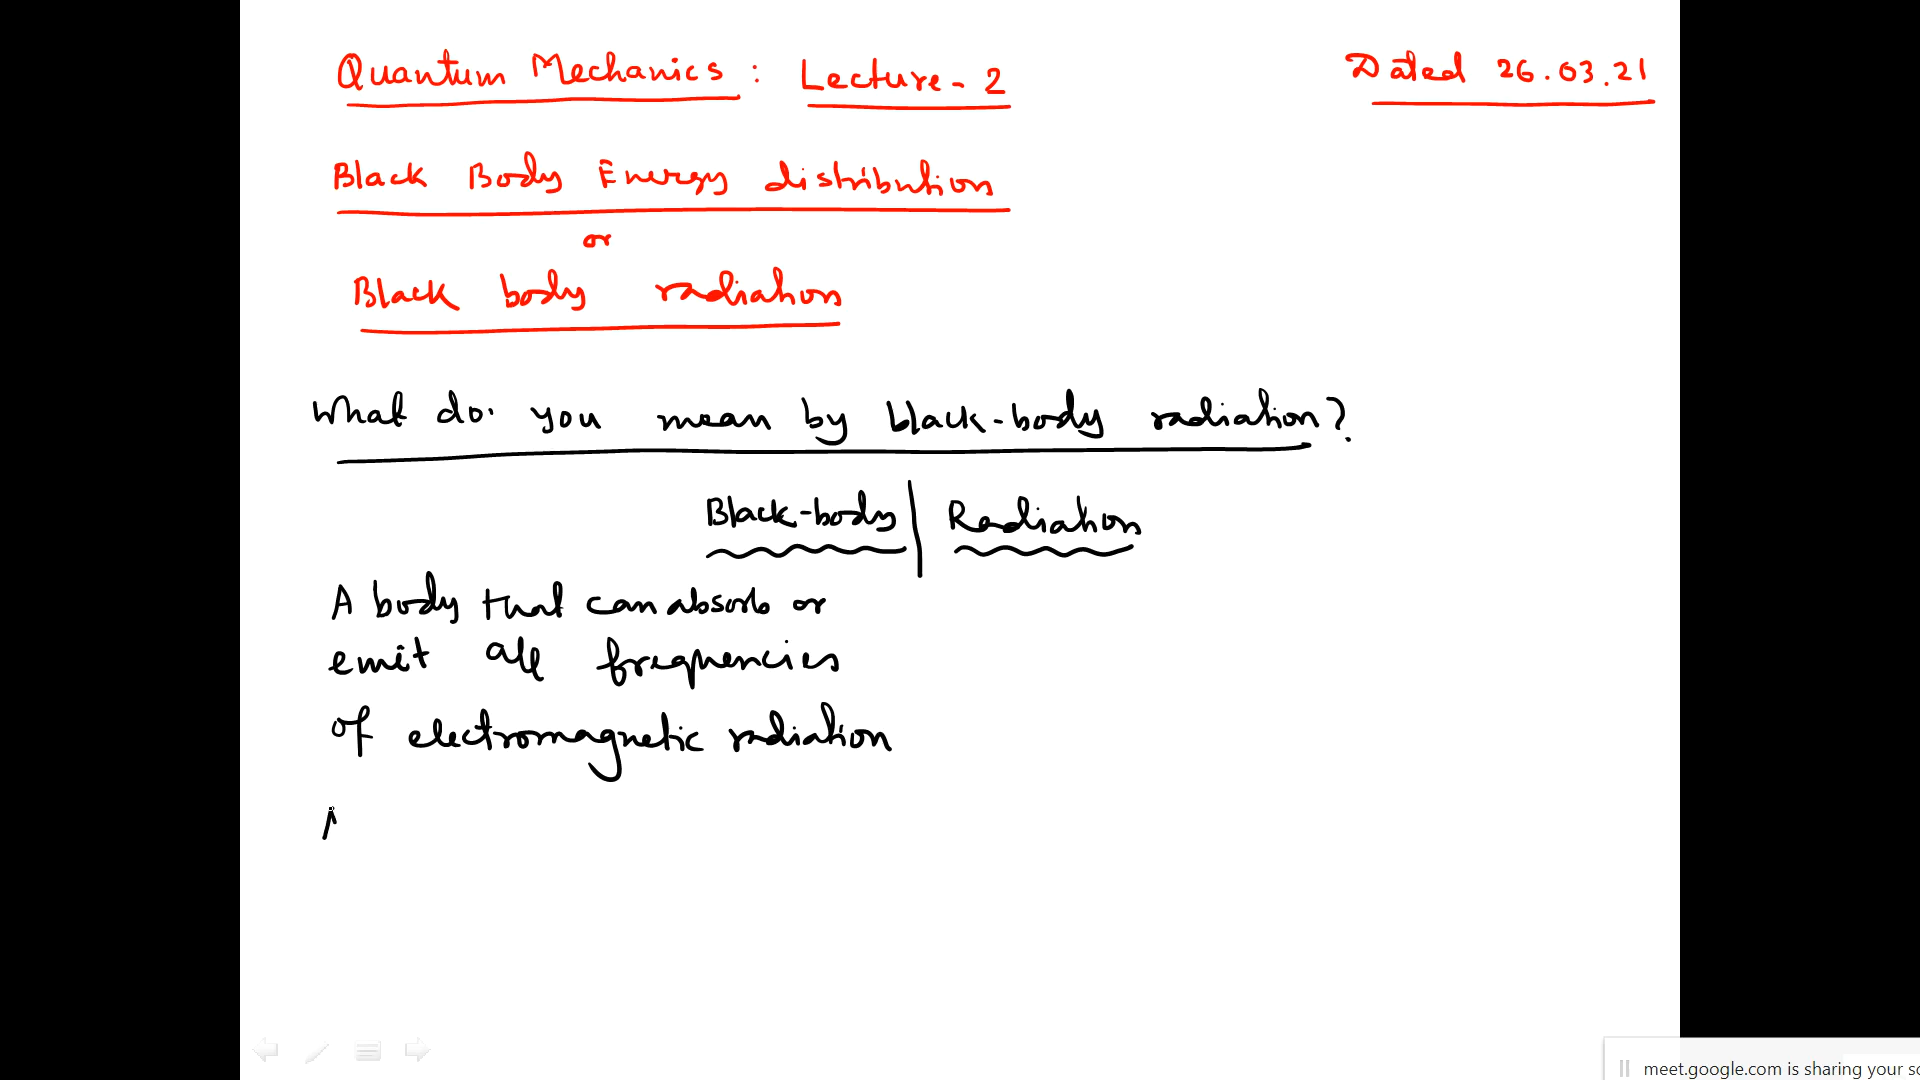 Quantum Mechanics : Lecture - 2 Dated 26.03.21
Black Body Energy distribution
or
Black body radiation
What do you mean by black-body radiation?
Black-body | Radiation
A body that can absorb or
emit all frequencies
of electromagnetic radiation
meet.google.com is sharing your sc